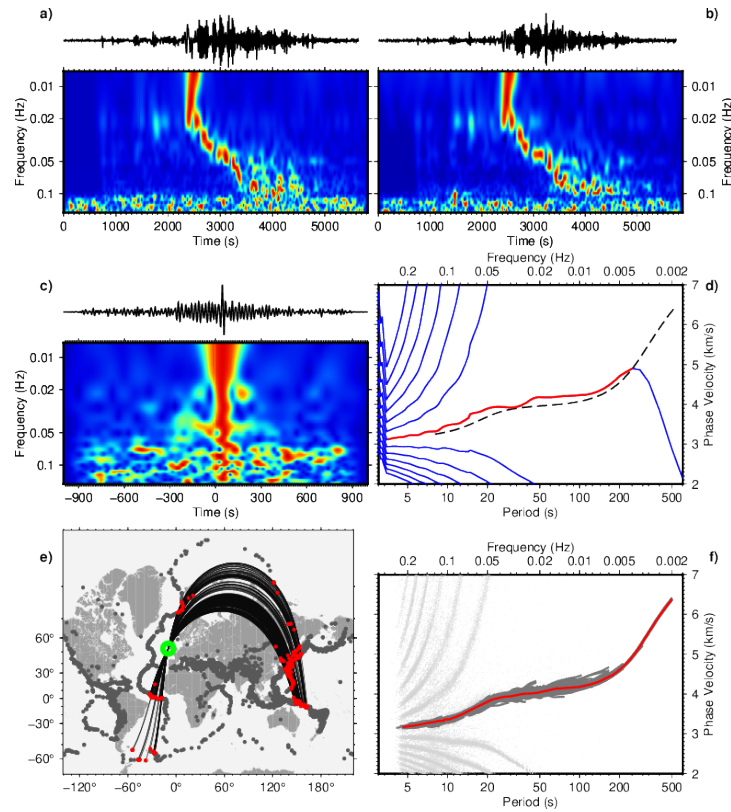 a)
b)
0.01
0.02
0.05
0.1
Frequency (Hz)
0 1000 2000 3000 4000 5000
Time (s)
0.01
0.02
0.05
0.1
Frequency (Hz)
0 1000 2000 3000 4000 5000
Time (s)
c)
0.01
0.02
0.05
0.1
Frequency (Hz)
−900 −600 −300 0 300 600 900
Time (s)
Frequency (Hz)
0.2 0.1 0.05 0.02 0.01 0.005 0.002
d)
7
6
5
4
3
2
Phase Velocity (km/s)
5 10 20 50 100 200 500
Period (s)
e)
60°
30°
0°
−30°
−60°
−120° −60° 0° 60° 120° 180°
Frequency (Hz)
0.2 0.1 0.05 0.02 0.01 0.005 0.002
f)
7
6
5
4
3
2
Phase Velocity (km/s)
5 10 20 50 100 200 500
Period (s)